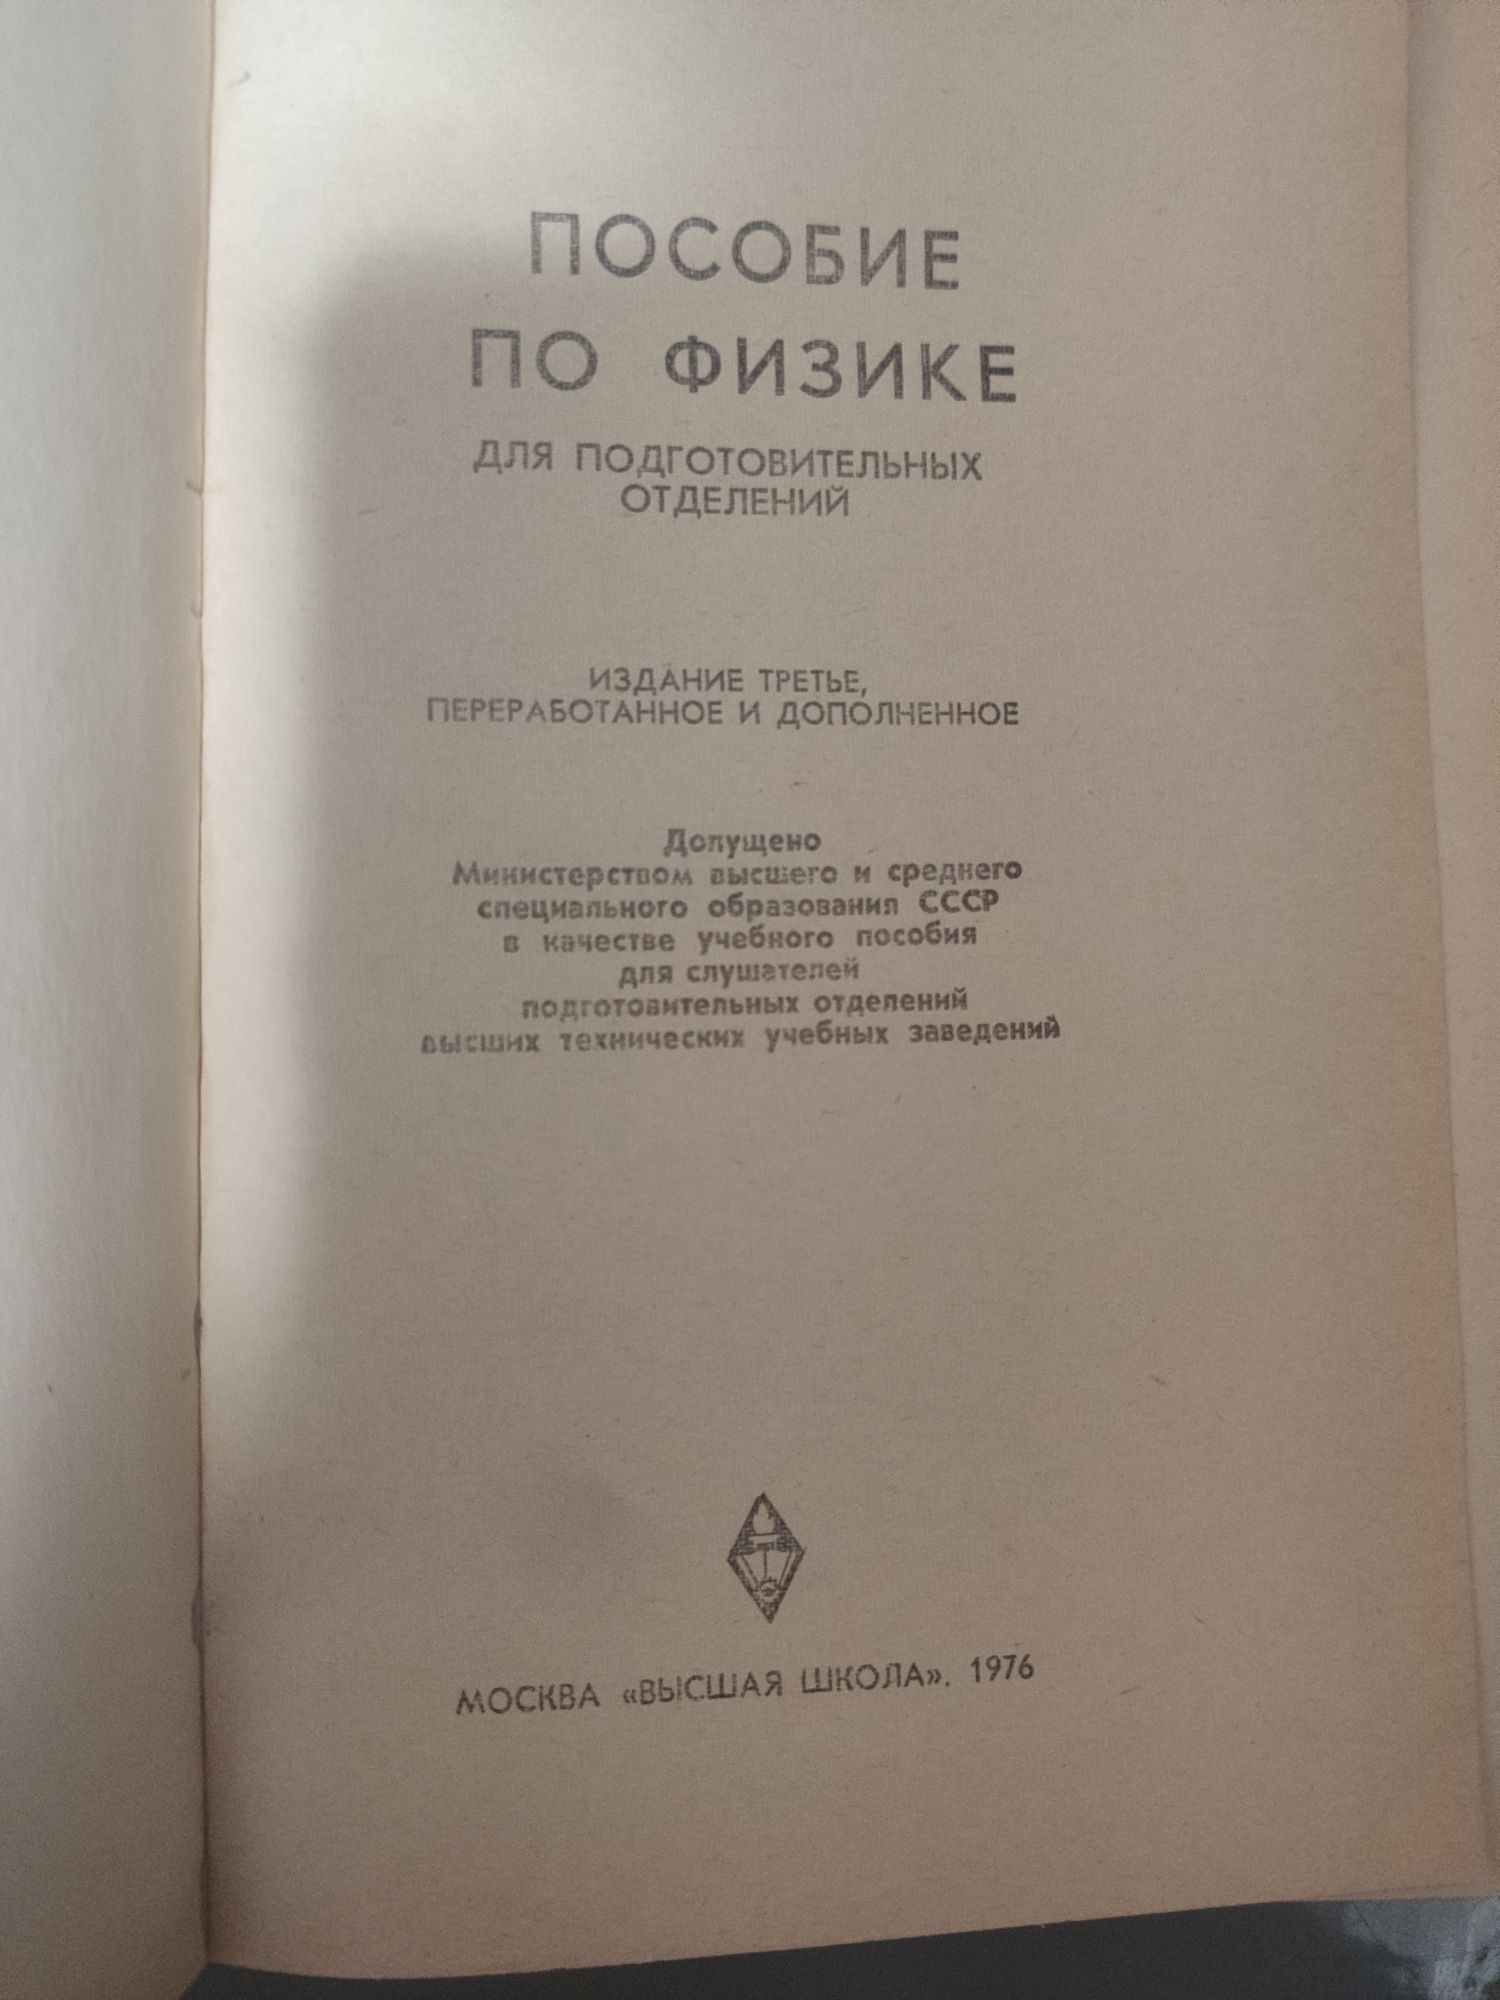 ПОСОБИЕ
ПО ФИЗИКЕ
ДЛЯ ПОДГОТОВИТЕЛЬНЫХ
ОТДЕЛЕНИЙ
ИЗДАНИЕ ТРЕТЬЕ,
ПЕРЕРАБОТАННОЕ И ДОПОЛНЕННОЕ
Допущено
Министерством высшего и среднего
специального образования СССР
в качестве учебного пособия
для слушателей
подготовительных отделений
высших технических учебных заведений
МОСКВА «ВЫСШАЯ ШКОЛА», 1976